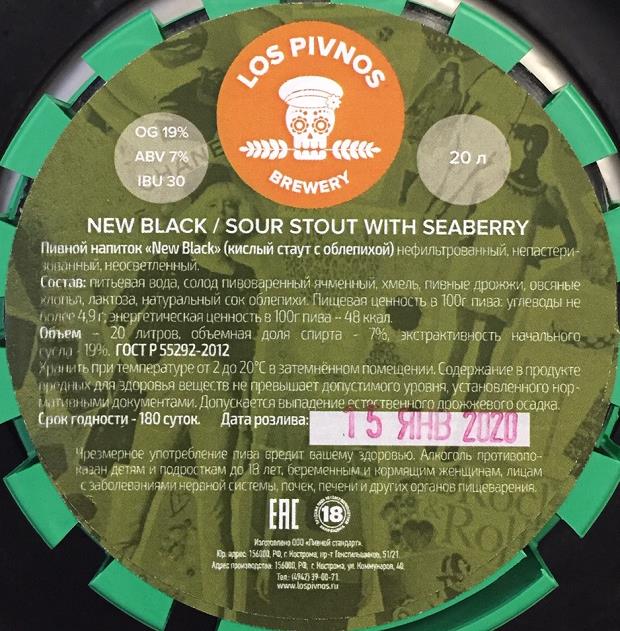 LOS PIVNOS
BREWERY
OG 19%
ABV 7%
IBU 30
20 л
NEW BLACK / SOUR STOUT WITH SEABERRY
Пивной напиток «New Black» (кислый стаут с облепихой) нефильтрованный, непастери-
зованный, неосветленный.
Состав: питьевая вода, солод пивоваренный ячменный, хмель, пивные дрожжи, овсяные
хлопья, лактоза, натуральный сок облепихи. Пищевая ценность в 100г пива: углеводы не
более 4,9 г; энергетическая ценность в 100г пива – 48 ккал.
Объем – 20 литров, объемная доля спирта - 7%, экстрактивность начального
сусла - 19%. ГОСТ Р 55292-2012
Хранить при температуре от 2 до 20°С в затемнённом помещении. Содержание в продукте
вредных для здоровья веществ не превышает допустимого уровня, установленного нор-
мативными документами. Допускается выпадение естественного дрожжевого осадка.
Срок годности - 180 суток. Дата розлива: 15 ЯНВ 2020
Чрезмерное употребление пива вредит вашему здоровью. Алкоголь противопо-
казан детям и подросткам до 18 лет, беременным и кормящим женщинам, лицам
с заболеваниями нервной системы, почек, печени и других органов пищеварения.
EAC
18
Изготовлено ООО «Пивной стандарт».
Юр. адрес: 156000, РФ, г. Кострома, пр-т Текстильщиков, 51/21.
Адрес производства: 156000, РФ, г. Кострома, ул. Коммунаров, 40.
Тел.: (4942) 39-00-71.
www.lospivnos.ru